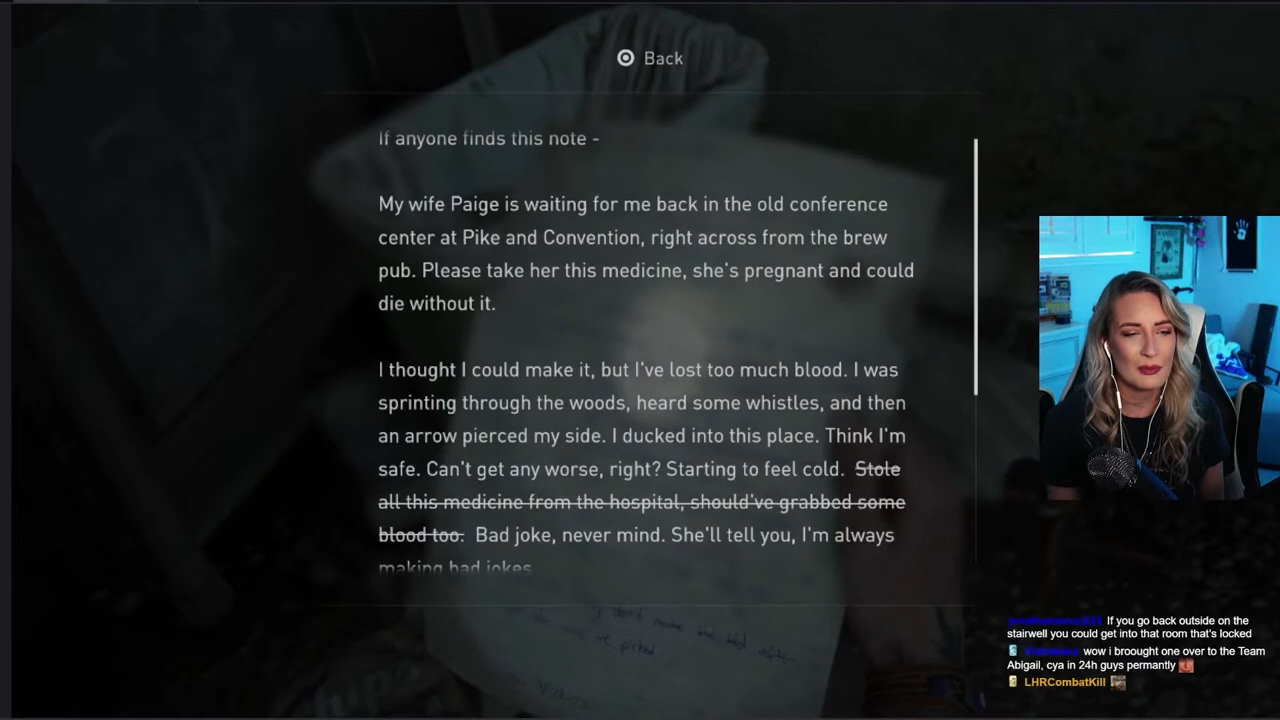 Back
If anyone finds this note -
My wife Paige is waiting for me back in the old conference
center at Pike and Convention, right across from the brew
pub. Please take her this medicine, she's pregnant and could
die without it.
I thought I could make it, but I've lost too much blood. I was
sprinting through the woods, heard some whistles, and then
an arrow pierced my side. I ducked into this place. Think I'm
safe. Can't get any worse, right? Starting to feel cold. Stole
all this medicine from the hospital, should've grabbed some
blood too. Bad joke, never mind. She'll tell you, I'm always
making bad jokes
If you go back outside on the
stairwell you could get into that room that's locked
wow i broought one over to the Team
Abigail, cya in 24h guys permantly
LHRCombatKill